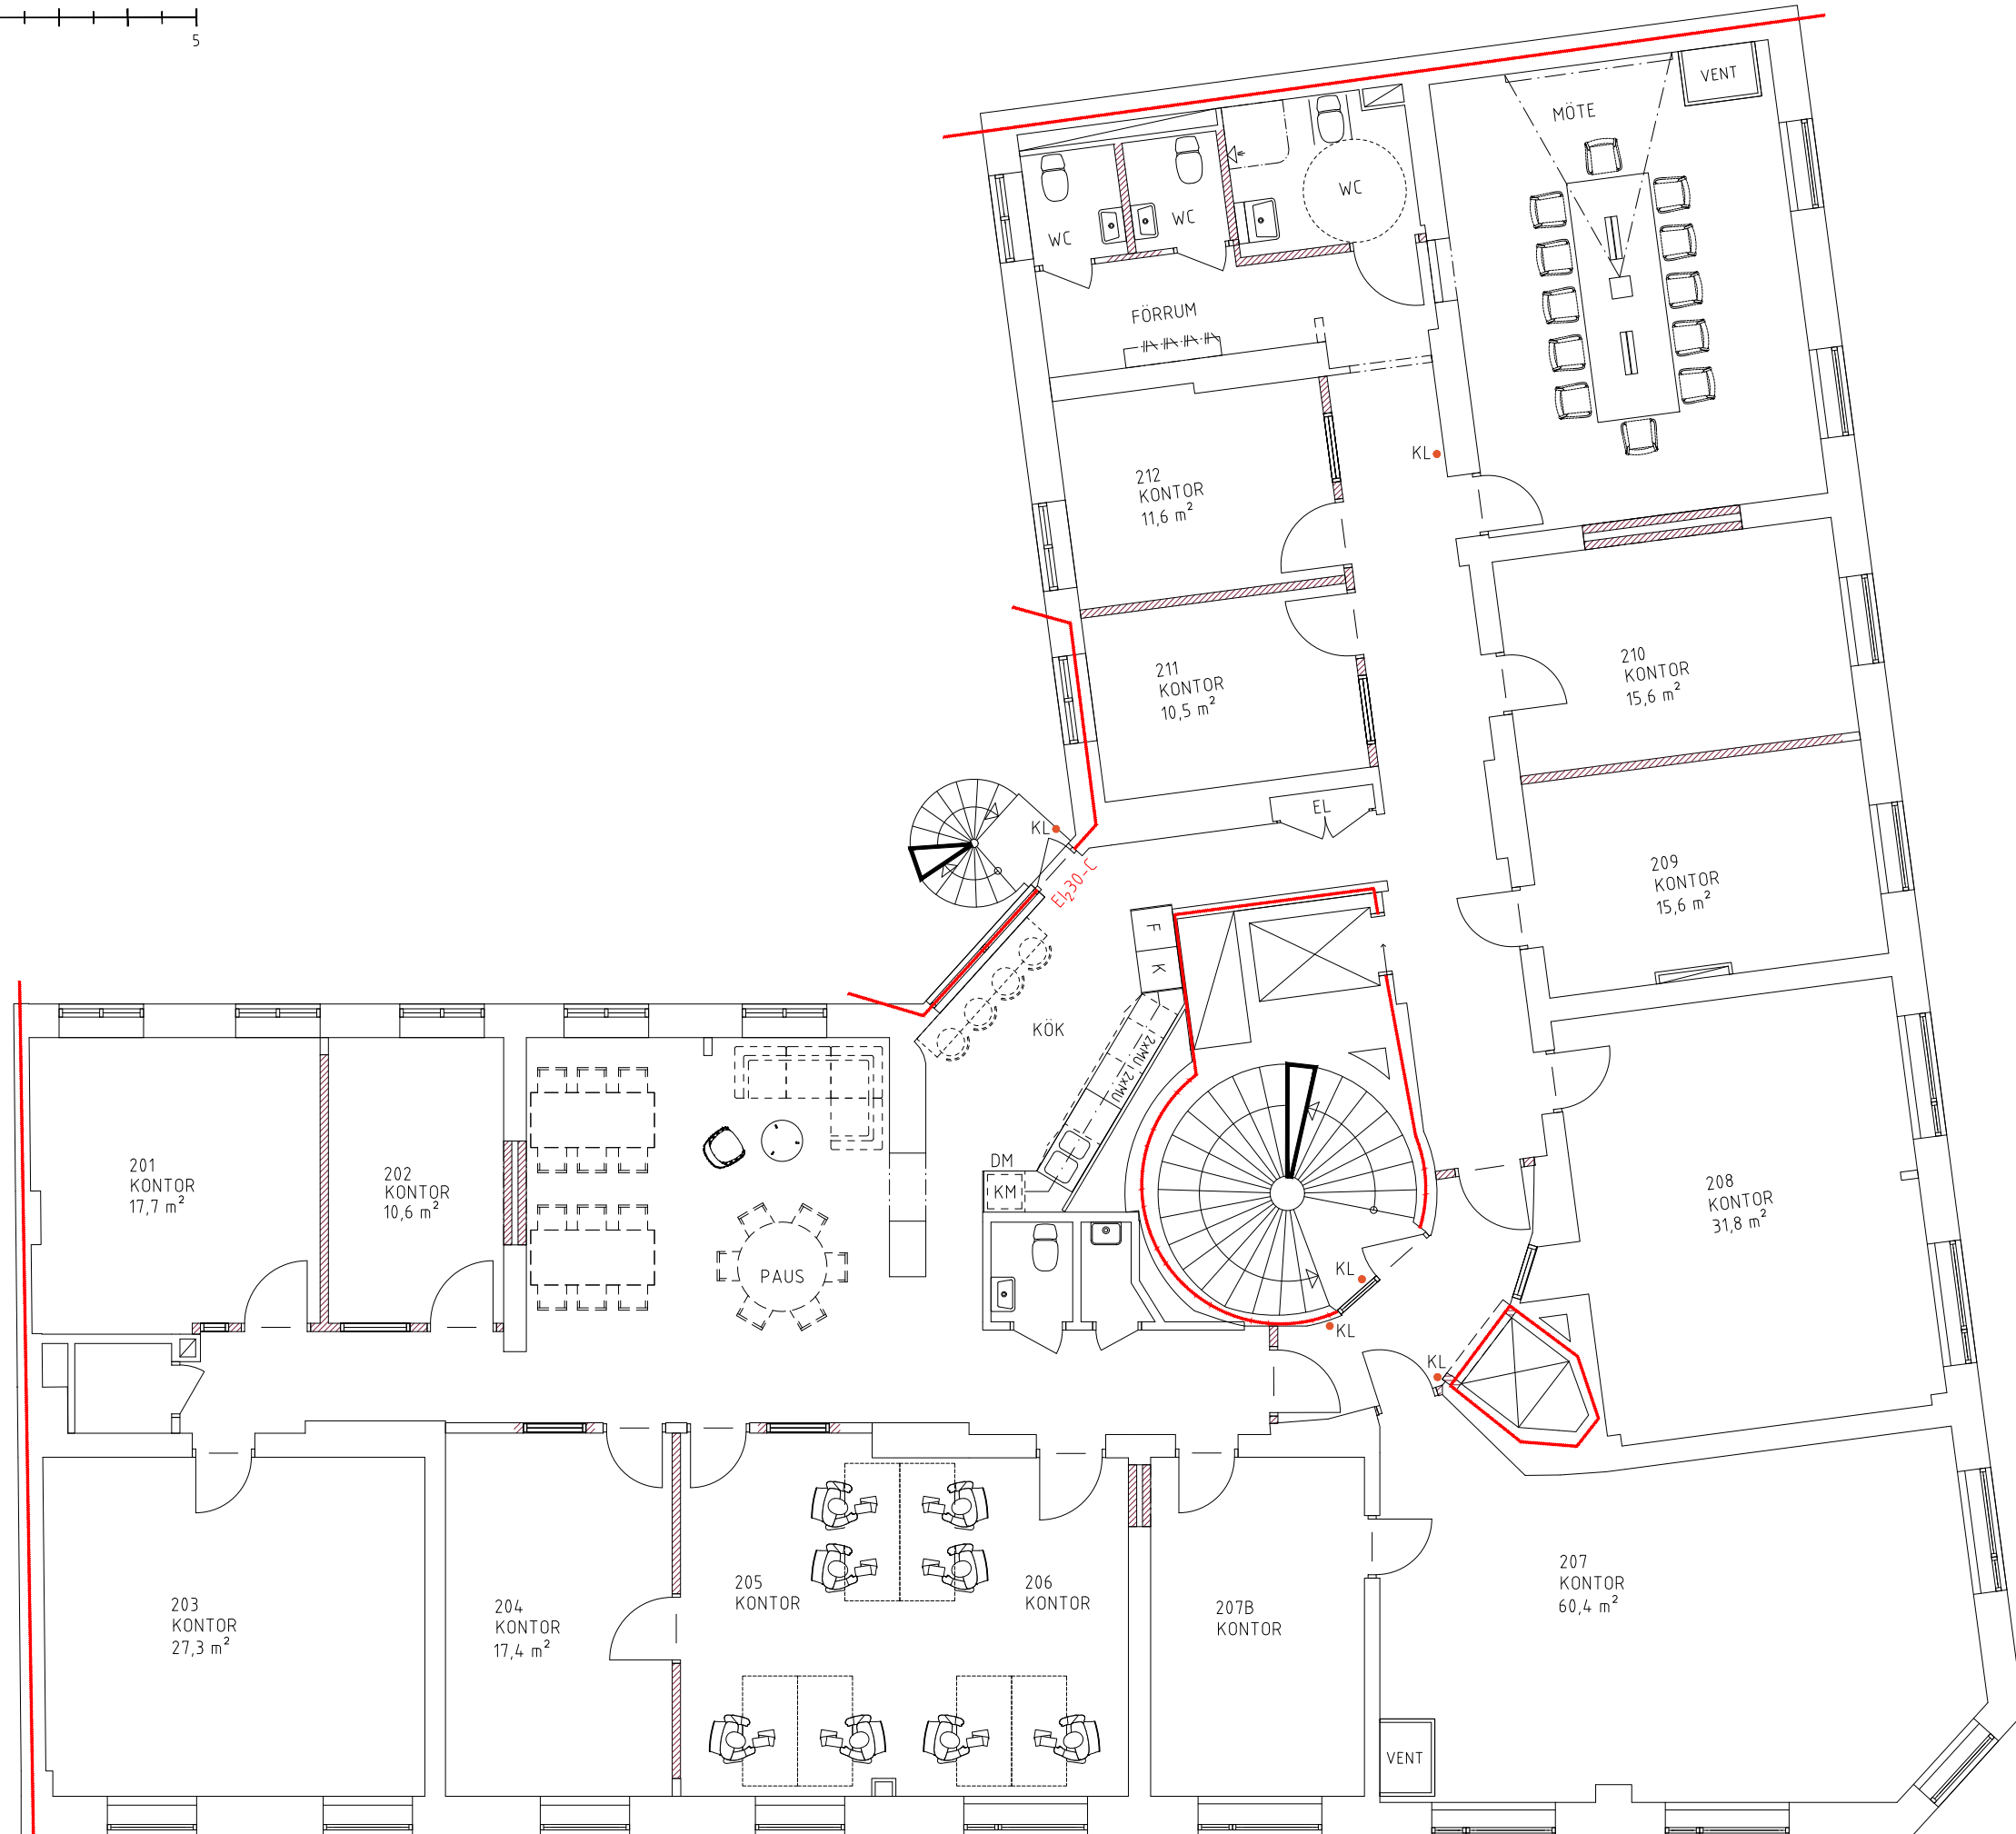 5
VENT
MÖTE
WC
WC
WC
FÖRRUM
KL
212
KONTOR
11,6 m²
211
KONTOR
10,5 m²
210
KONTOR
15,6 m²
EL
KL
EI₂30-C
209
KONTOR
15,6 m²
F
K
KÖK
2xMU
2xMU
DM
KM
201
KONTOR
17,7 m²
202
KONTOR
10,6 m²
PAUS
208
KONTOR
31,8 m²
KL
KL
KL
203
KONTOR
27,3 m²
204
KONTOR
17,4 m²
205
KONTOR
206
KONTOR
207B
KONTOR
207
KONTOR
60,4 m²
VENT